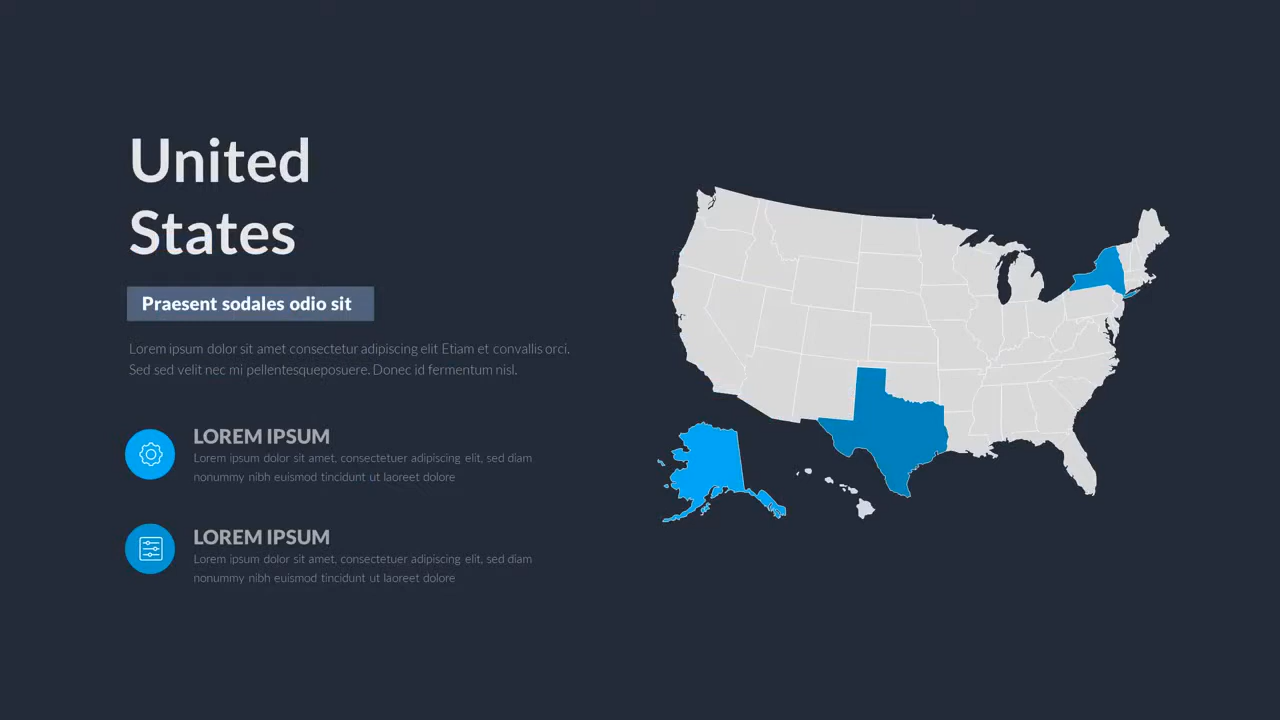 United
States
Praesent sodales odio sit
Lorem ipsum dolor sit amet consectetur adipiscing elit Etiam et convallis orci.
Sed sed velit nec mi pellentesqueposuere. Donec id fermentum nisl.
LOREM IPSUM
Lorem ipsum dolor sit amet, consectetuer adipiscing elit, sed diam
nonummy nibh euismod tincidunt ut laoreet dolore
LOREM IPSUM
Lorem ipsum dolor sit amet, consectetuer adipiscing elit, sed diam
nonummy nibh euismod tincidunt ut laoreet dolore